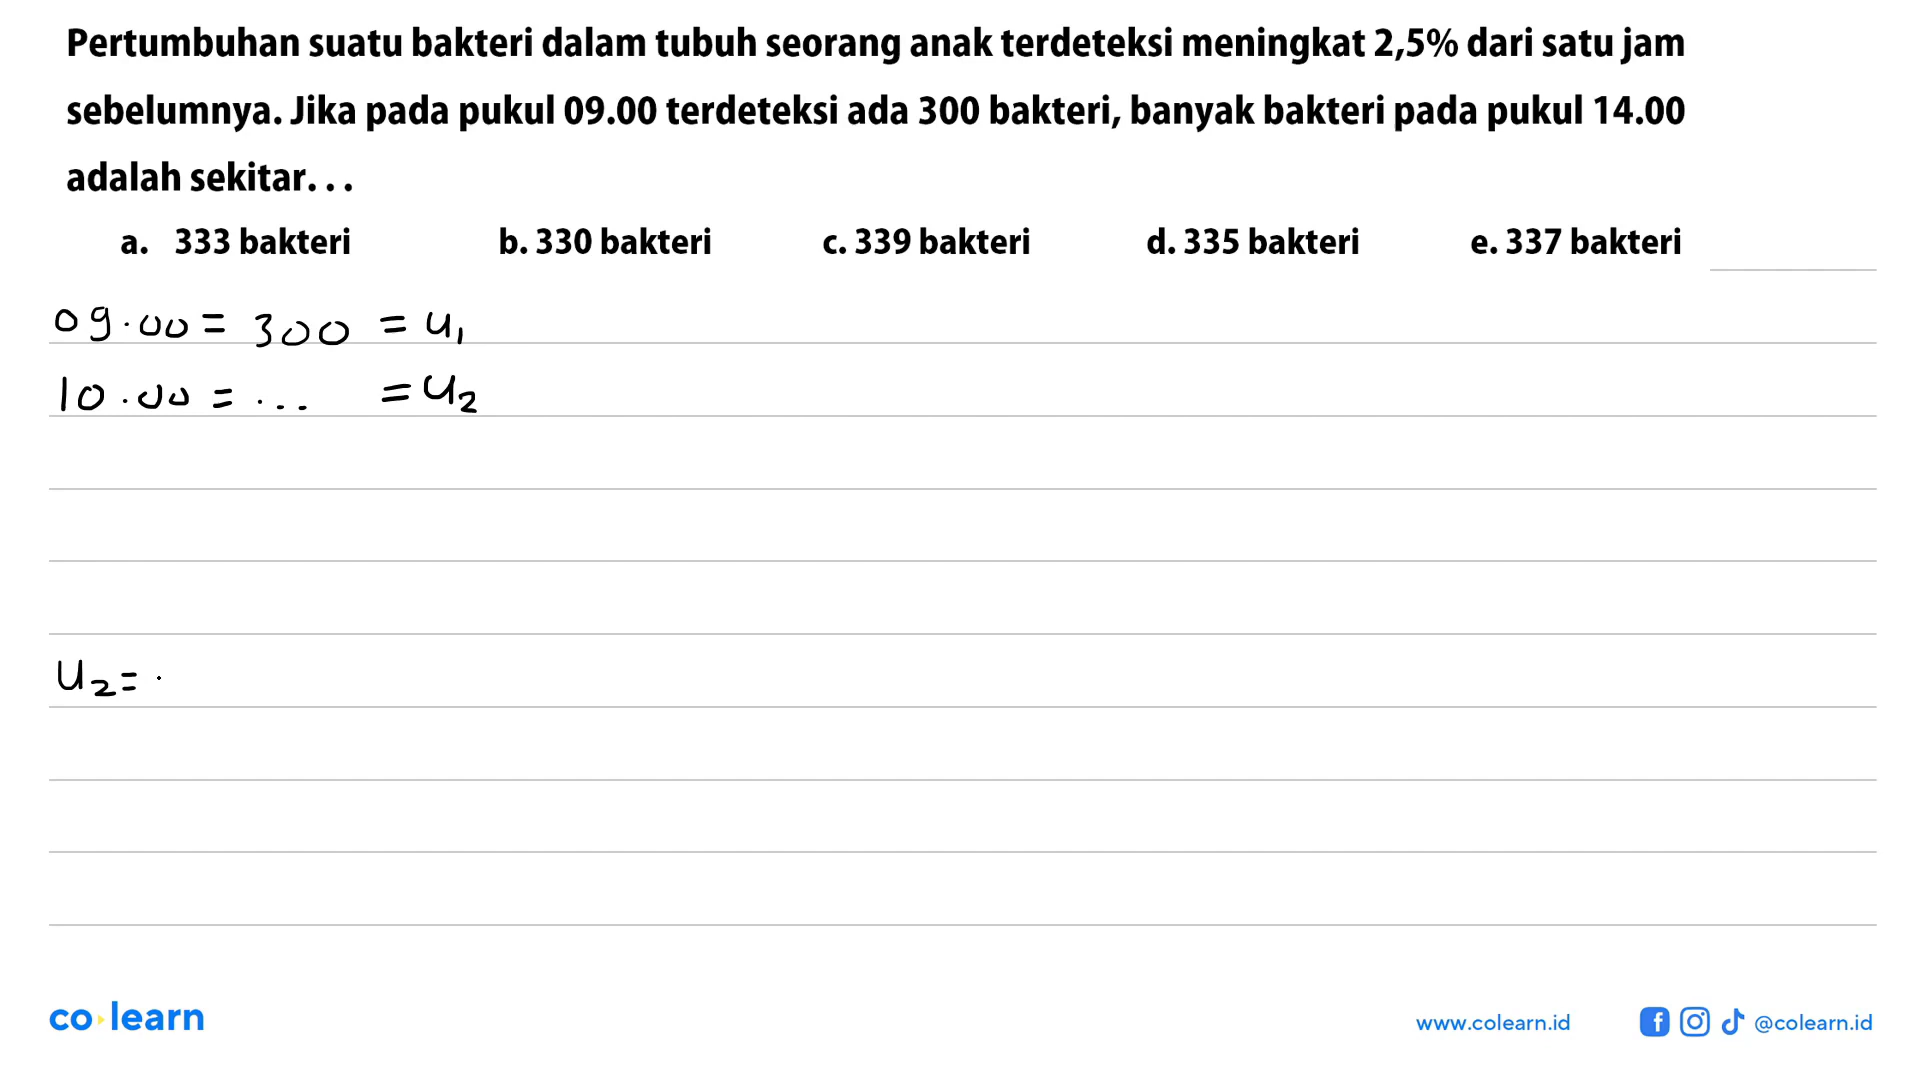 Pertumbuhan suatu bakteri dalam tubuh seorang anak terdeteksi meningkat 2,5% dari satu jam
sebelumnya. Jika pada pukul 09.00 terdeteksi ada 300 bakteri, banyak bakteri pada pukul 14.00
adalah sekitar. . .
a. 333 bakteri b. 330 bakteri c. 339 bakteri d. 335 bakteri e. 337 bakteri
09.00 = 300 = u₁
10.00 = ... = u₂
u₂ = .
co learn
www.colearn.id @colearn.id